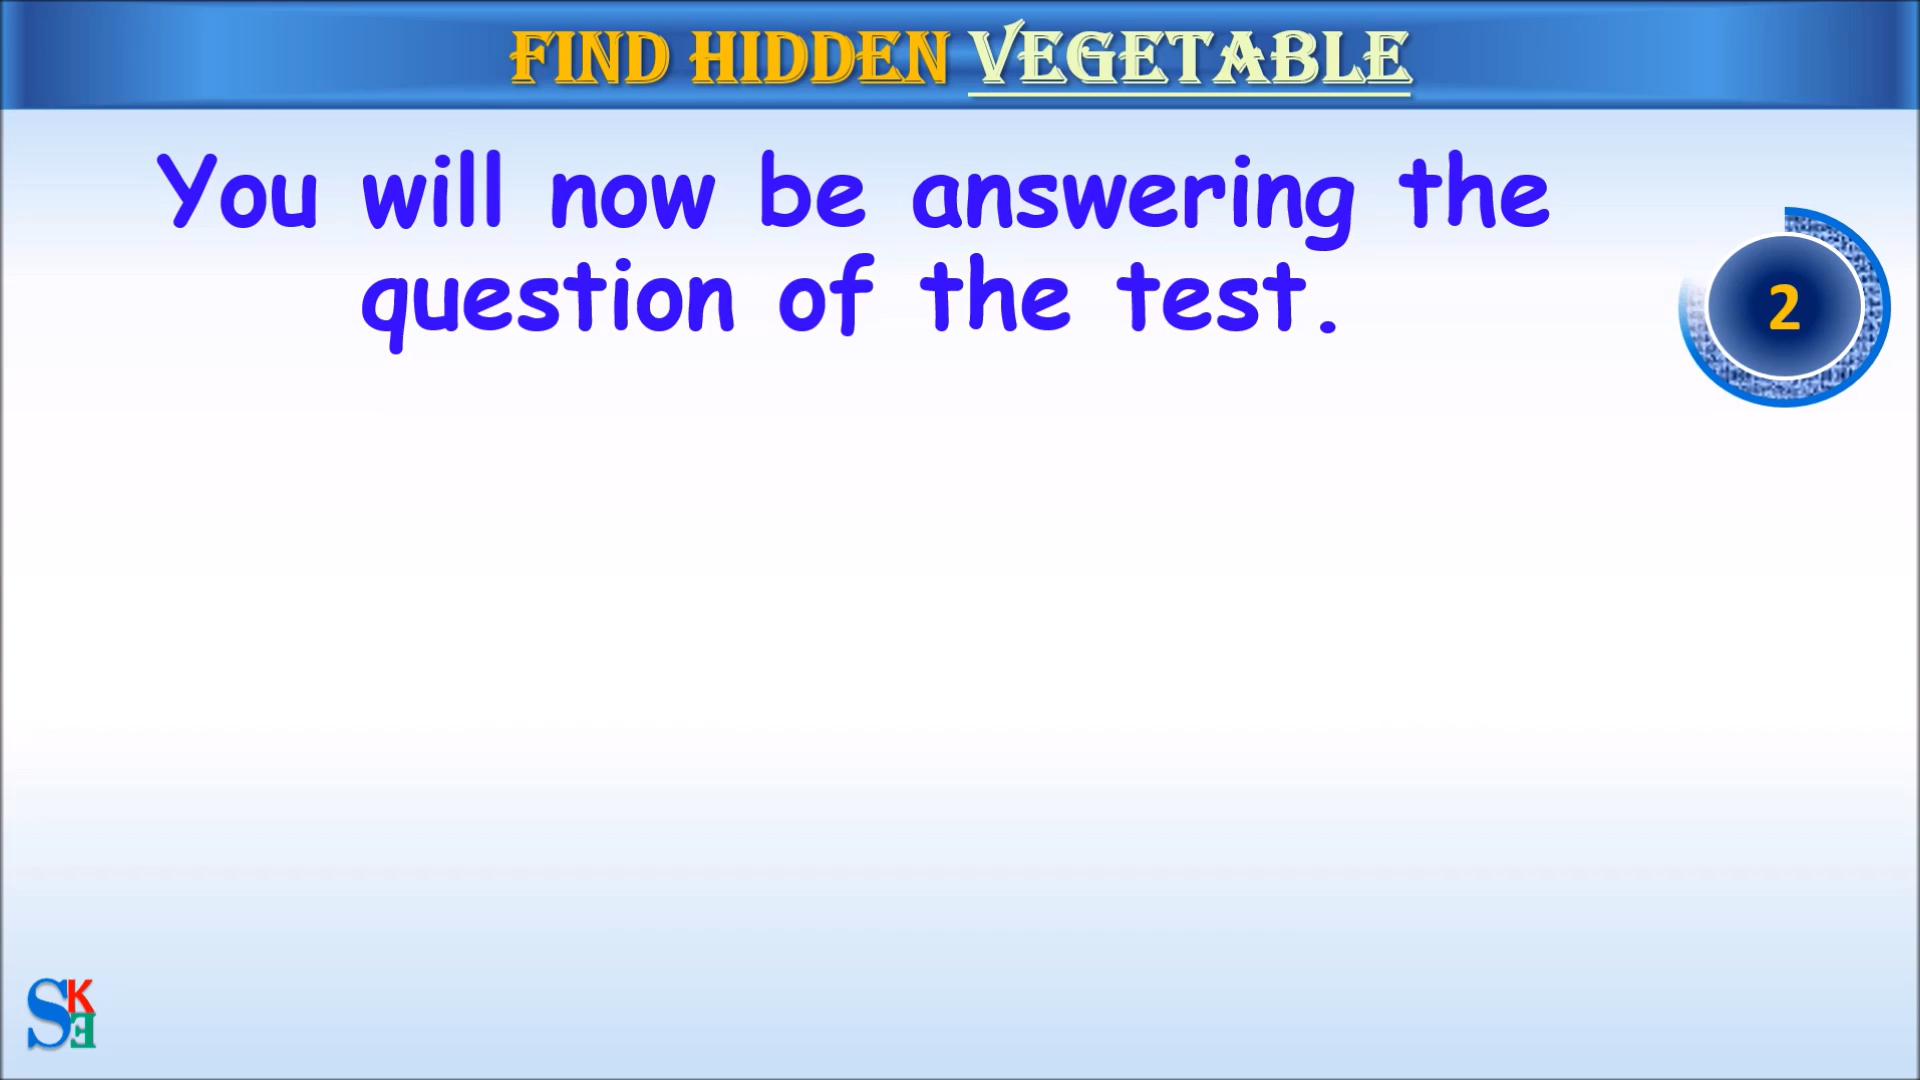 FIND HIDDEN VEGETABLE
You will now be answering the
question of the test.
2
SKE